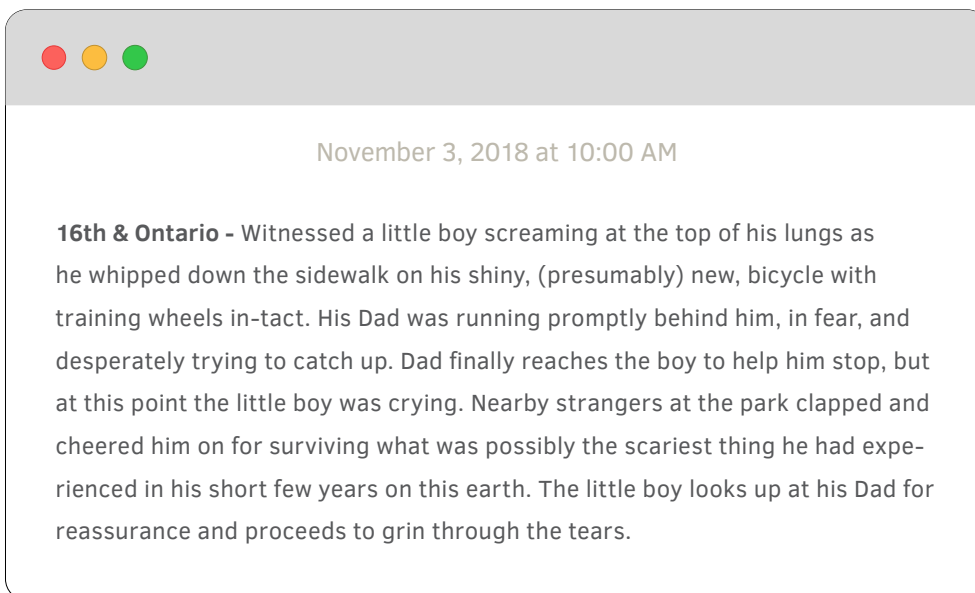 November 3, 2018 at 10:00 AM
16th & Ontario - Witnessed a little boy screaming at the top of his lungs as
he whipped down the sidewalk on his shiny, (presumably) new, bicycle with
training wheels in-tact. His Dad was running promptly behind him, in fear, and
desperately trying to catch up. Dad finally reaches the boy to help him stop, but
at this point the little boy was crying. Nearby strangers at the park clapped and
cheered him on for surviving what was possibly the scariest thing he had expe-
rienced in his short few years on this earth. The little boy looks up at his Dad for
reassurance and proceeds to grin through the tears.